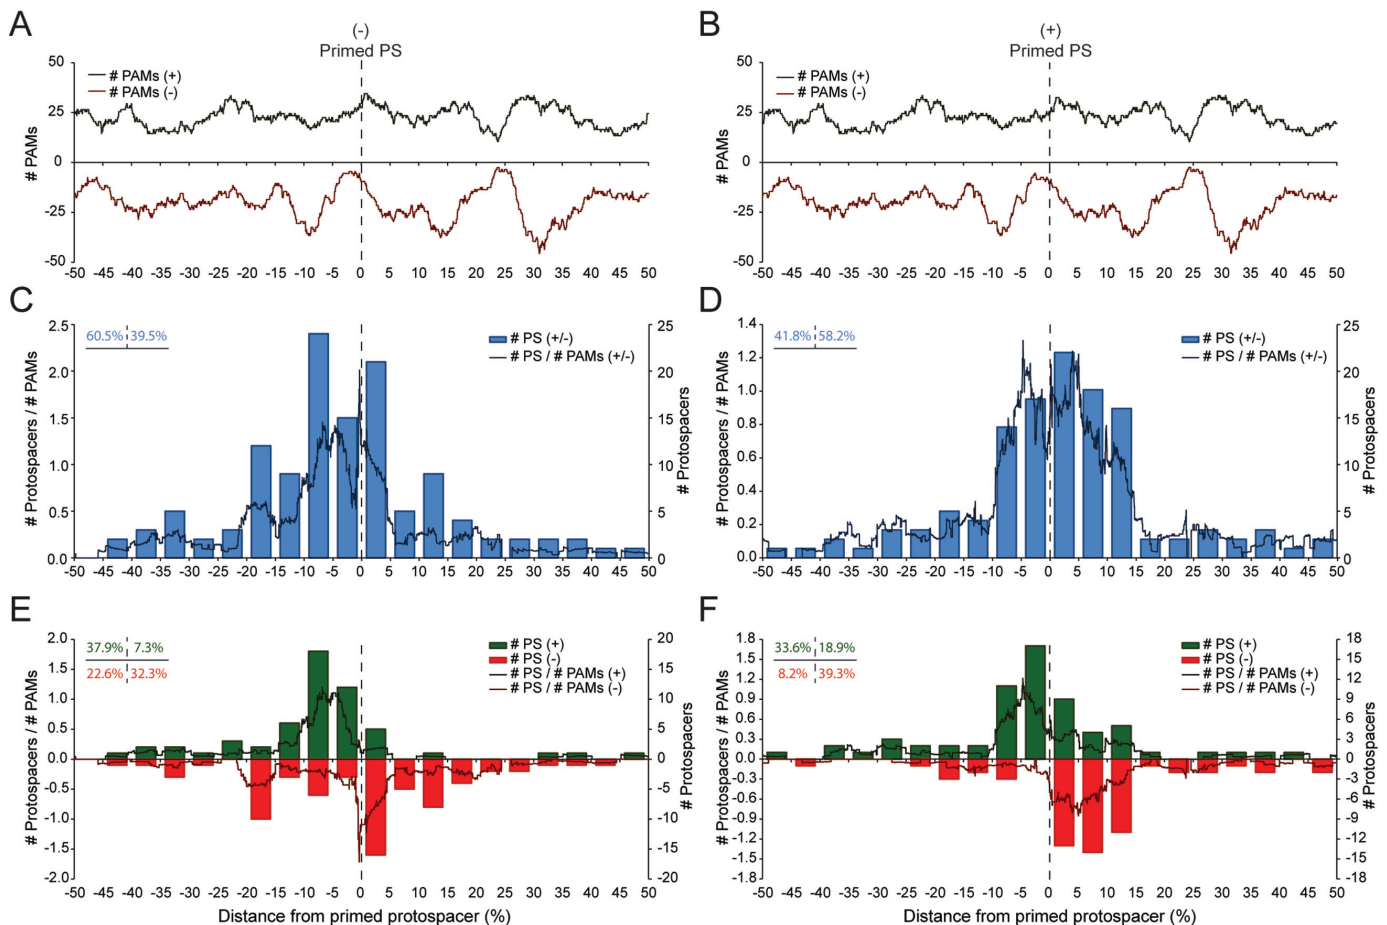 A
(-)
Primed PS
# PAMs (+)
# PAMs (-)
# PAMs
50
25
0
-25
-50
-50 -45 -40 -35 -30 -25 -20 -15 -10 -5 0 5 10 15 20 25 30 35 40 45 50
B
(+)
Primed PS
# PAMs (+)
# PAMs (-)
# PAMs
50
25
0
-25
-50
-50 -45 -40 -35 -30 -25 -20 -15 -10 -5 0 5 10 15 20 25 30 35 40 45 50
C
60.5% 39.5%
# PS (+/-)
# PS / # PAMs (+/-)
# Protospacers / # PAMs
2.5
2.0
1.5
1.0
0.5
0.0
# Protospacers
25
20
15
10
5
0
-50 -45 -40 -35 -30 -25 -20 -15 -10 -5 0 5 10 15 20 25 30 35 40 45 50
D
41.8% 58.2%
# PS (+/-)
# PS / # PAMs (+/-)
# Protospacers / # PAMs
1.4
1.2
1.0
0.8
0.6
0.4
0.2
0.0
# Protospacers
25
20
15
10
5
0
-50 -45 -40 -35 -30 -25 -20 -15 -10 -5 0 5 10 15 20 25 30 35 40 45 50
E
37.9% 7.3%
22.6% 32.3%
# PS (+)
# PS (-)
# PS / # PAMs (+)
# PS / # PAMs (-)
# Protospacers / # PAMs
2.0
1.5
1.0
0.5
0.0
-0.5
-1.0
-1.5
-2.0
# Protospacers
20
15
10
5
0
-5
-10
-15
-20
-50 -45 -40 -35 -30 -25 -20 -15 -10 -5 0 5 10 15 20 25 30 35 40 45 50
Distance from primed protospacer (%)
F
33.6% 18.9%
8.2% 39.3%
# PS (+)
# PS (-)
# PS / # PAMs (+)
# PS / # PAMs (-)
# Protospacers / # PAMs
1.8
1.5
1.2
0.9
0.6
0.3
0.0
-0.3
-0.6
-0.9
-1.2
-1.5
-1.8
# Protospacers
18
15
12
9
6
3
0
-3
-6
-9
-12
-15
-18
-50 -45 -40 -35 -30 -25 -20 -15 -10 -5 0 5 10 15 20 25 30 35 40 45 50
Distance from primed protospacer (%)